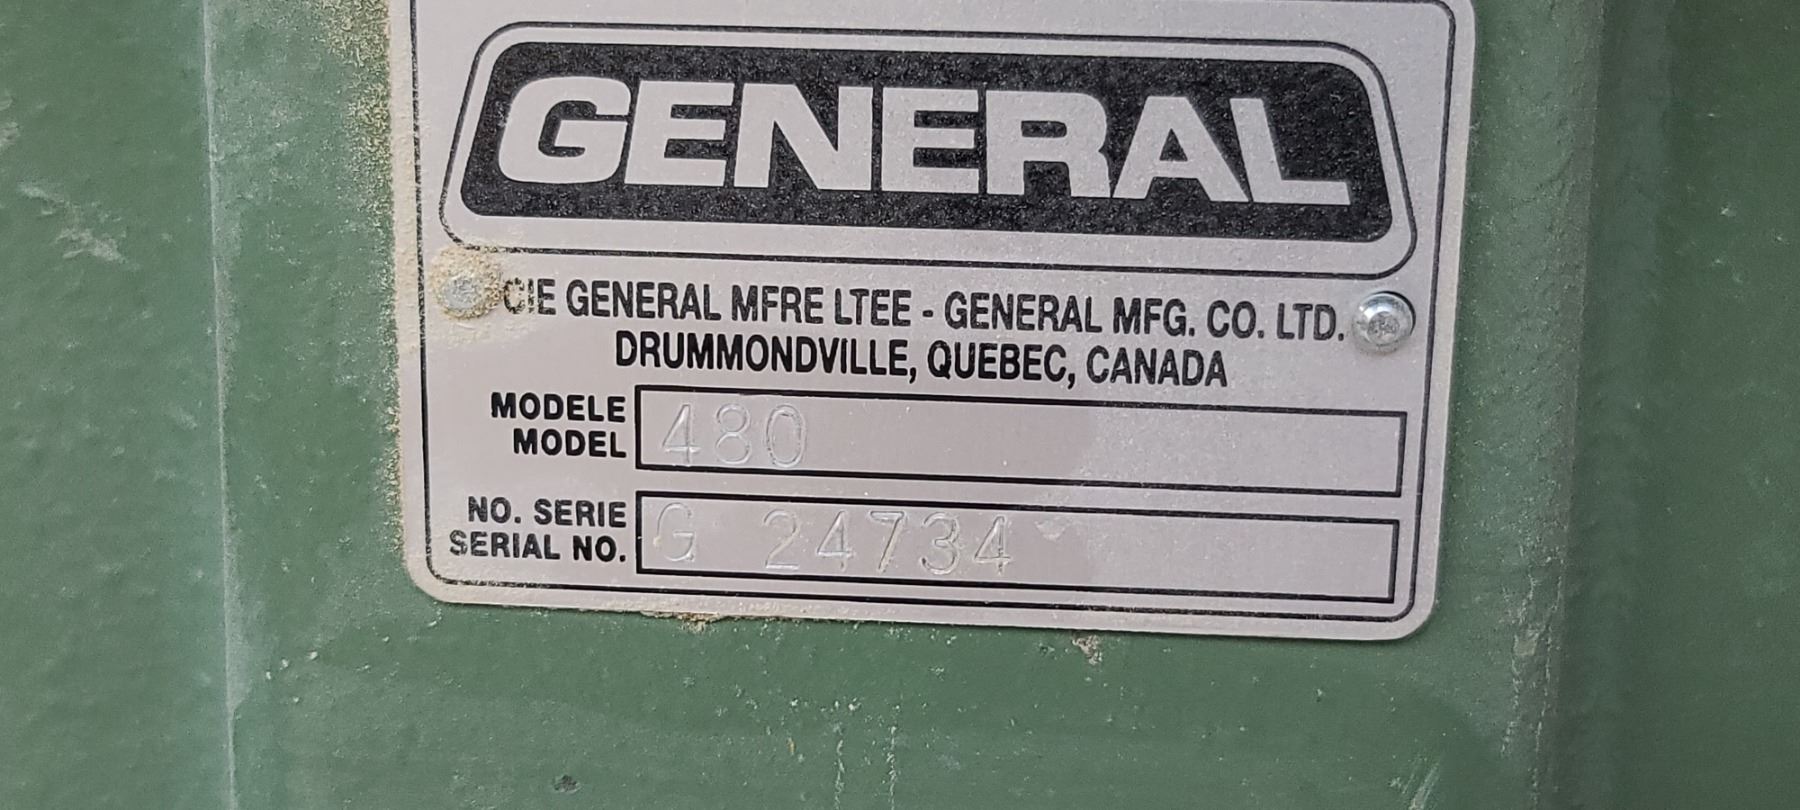 GENERAL
CIE GENERAL MFRE LTEE - GENERAL MFG. CO. LTD.
DRUMMONDVILLE, QUEBEC, CANADA
MODELE
MODEL 480
NO. SERIE
SERIAL NO. G 24734